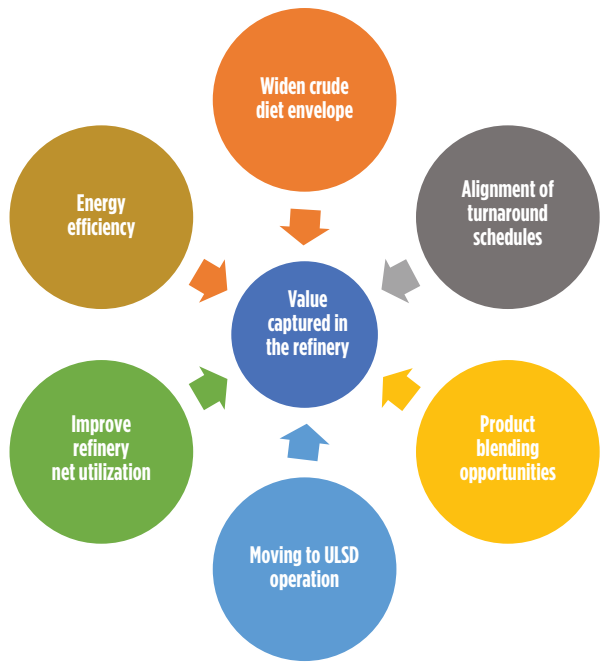 Widen crude
diet envelope
Energy
efficiency
Alignment of
turnaround
schedules
Value
captured in
the refinery
Improve
refinery
net utilization
Product
blending
opportunities
Moving to ULSD
operation